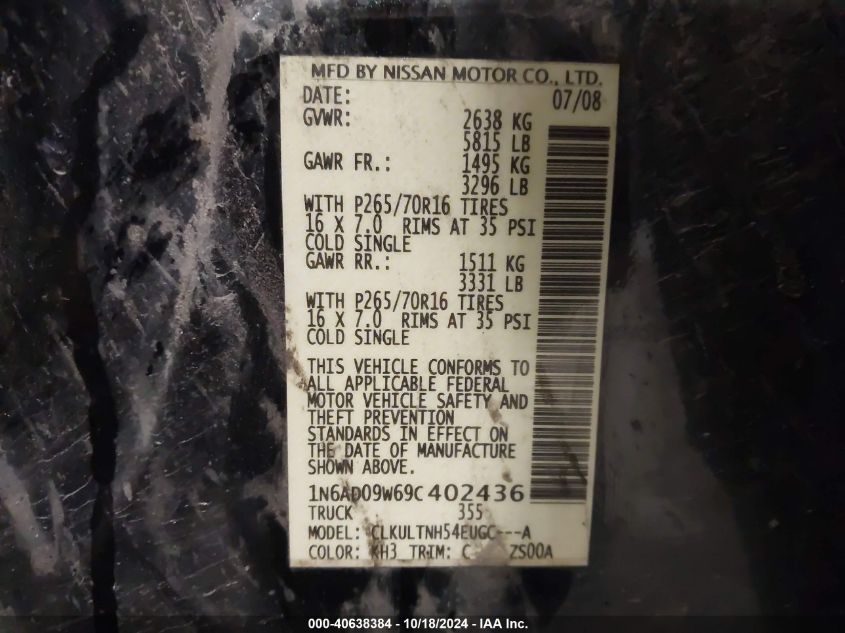 MFD BY NISSAN MOTOR CO., LTD.
DATE: 07/08
GVWR: 2638 KG
5815 LB
GAWR FR.: 1495 KG
3296 LB
WITH P265/70R16 TIRES
16 X 7.0 RIMS AT 35 PSI
COLD SINGLE
GAWR RR.: 1511 KG
3331 LB
WITH P265/70R16 TIRES
16 X 7.0 RIMS AT 35 PSI
COLD SINGLE
THIS VEHICLE CONFORMS TO
ALL APPLICABLE FEDERAL
MOTOR VEHICLE SAFETY AND
THEFT PREVENTION
STANDARDS IN EFFECT ON
THE DATE OF MANUFACTURE
SHOWN ABOVE.
1N6AD09W69C402436
TRUCK 355
MODEL: CLKULTNH54EUGC---A
COLOR: KH3 TRIM: C ZS00A
000-40638384 - 10/18/2024 - IAA Inc.